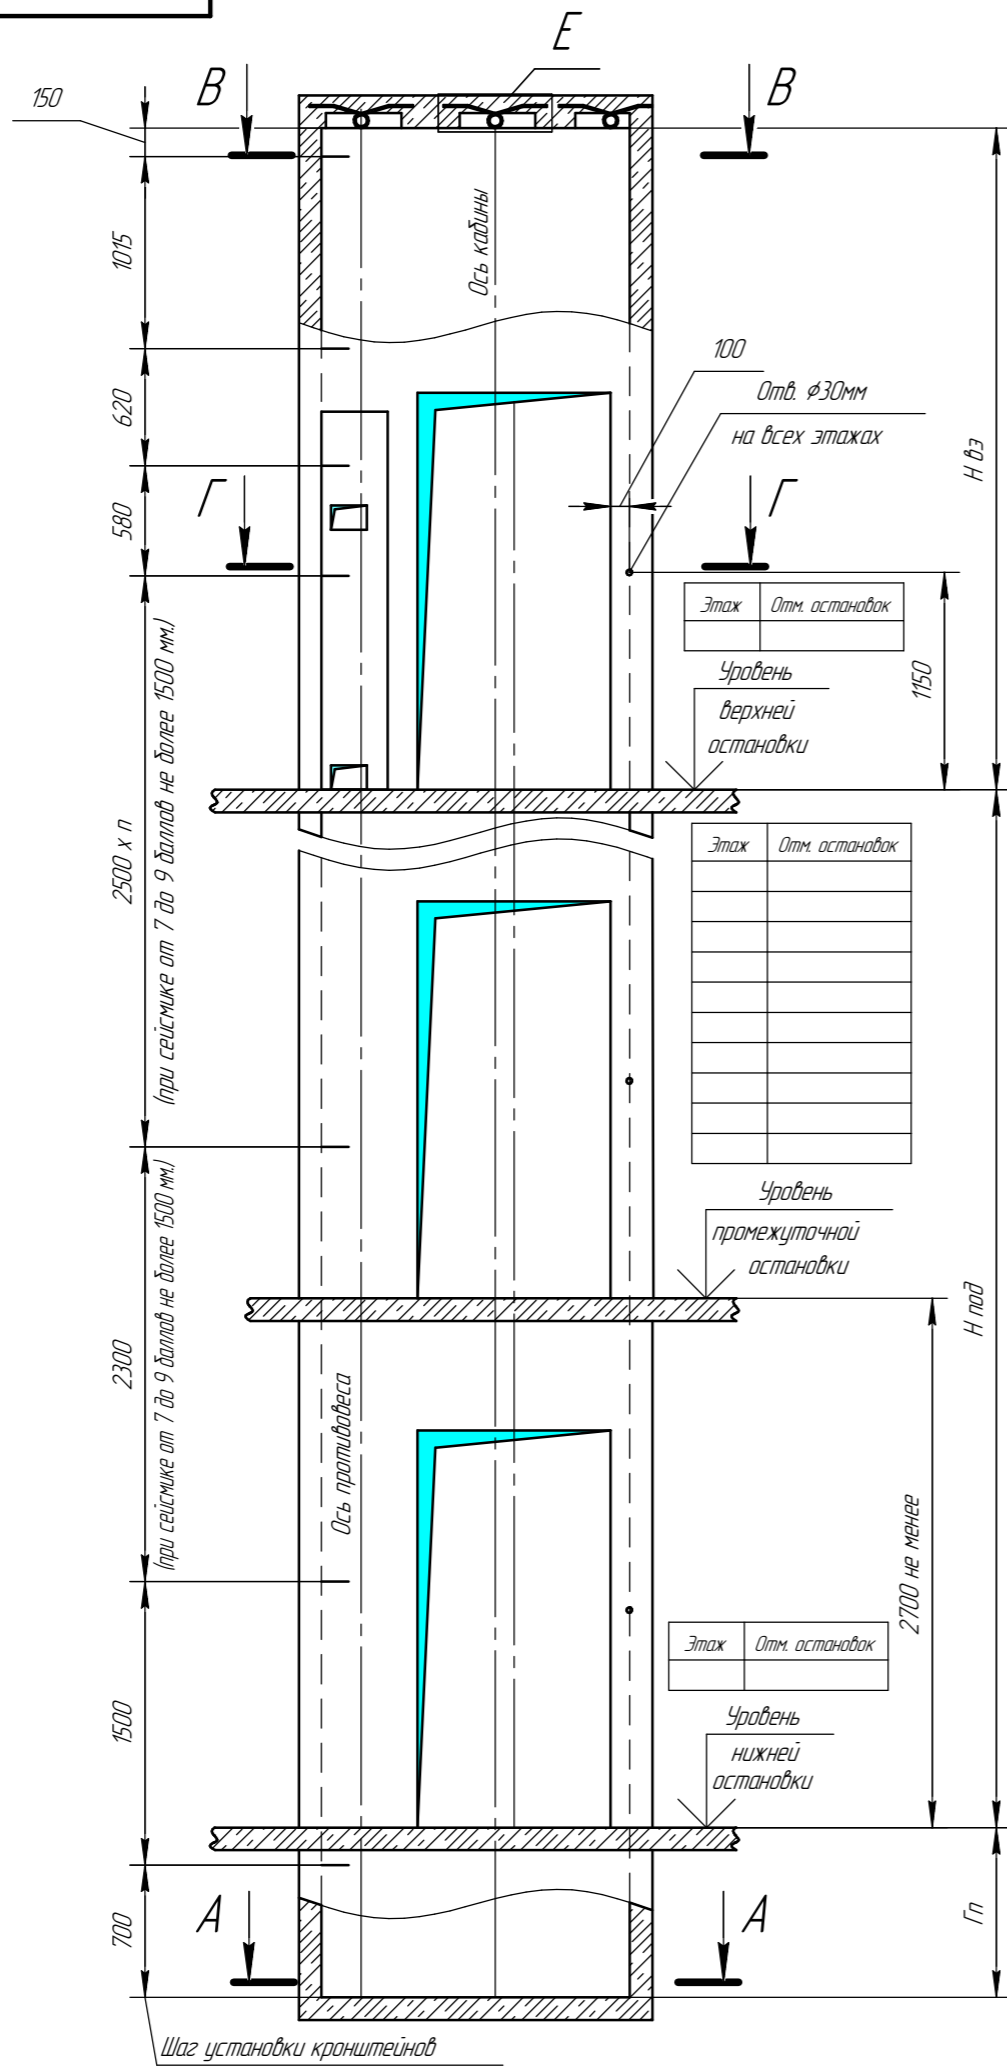 Е
В
В
150
1015
Ось кабины
620
100
Отв. ϕ30мм
на всех этажах
Н вз
580
Г
Г
Этаж
Отм. остановок
1150
Уровень
верхней
остановки
2500 х n
(при сейсмике от 7 до 9 баллов не более 1500 мм.)
Этаж
Отм. остановок
Уровень
промежуточной
остановки
Н под
2300
(при сейсмике от 7 до 9 баллов не более 1500 мм.)
Ось противовеса
2700 не менее
Этаж
Отм. остановок
1500
Уровень
нижней
остановки
700
А
А
Гп
Шаг установки кронштейнов